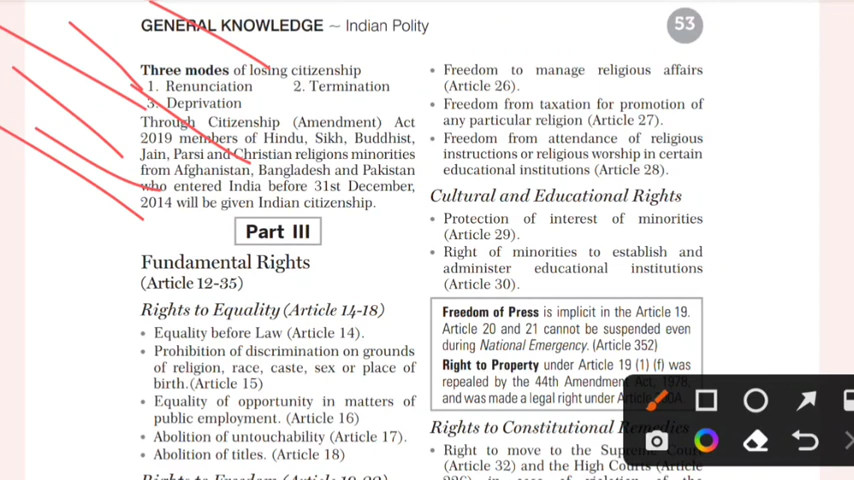 GENERAL KNOWLEDGE ~ Indian Polity
53
Three modes of losing citizenship
1. Renunciation 2. Termination
3. Deprivation
Through Citizenship (Amendment) Act
2019 members of Hindu, Sikh, Buddhist,
Jain, Parsi and Christian religions minorities
from Afghanistan, Bangladesh and Pakistan
who entered India before 31st December,
2014 will be given Indian citizenship.
Part III
Fundamental Rights
(Article 12-35)
Rights to Equality (Article 14-18)
• Equality before Law (Article 14).
• Prohibition of discrimination on grounds
of religion, race, caste, sex or place of
birth.(Article 15)
• Equality of opportunity in matters of
public employment. (Article 16)
• Abolition of untouchability (Article 17).
• Abolition of titles. (Article 18)
• Freedom to manage religious affairs
(Article 26).
• Freedom from taxation for promotion of
any particular religion (Article 27).
• Freedom from attendance of religious
instructions or religious worship in certain
educational institutions (Article 28).
Cultural and Educational Rights
• Protection of interest of minorities
(Article 29).
• Right of minorities to establish and
administer educational institutions
(Article 30).
Freedom of Press is implicit in the Article 19.
Article 20 and 21 cannot be suspended even
during National Emergency. (Article 352)
Right to Property under Article 19 (1) (f) was
repealed by the 44th Amendment Act, 1978
and was made a legal right under Article 300A
Rights to Constitutional Remedies
• Right to move to the Supreme Court
(Article 32) and the High Courts (Article